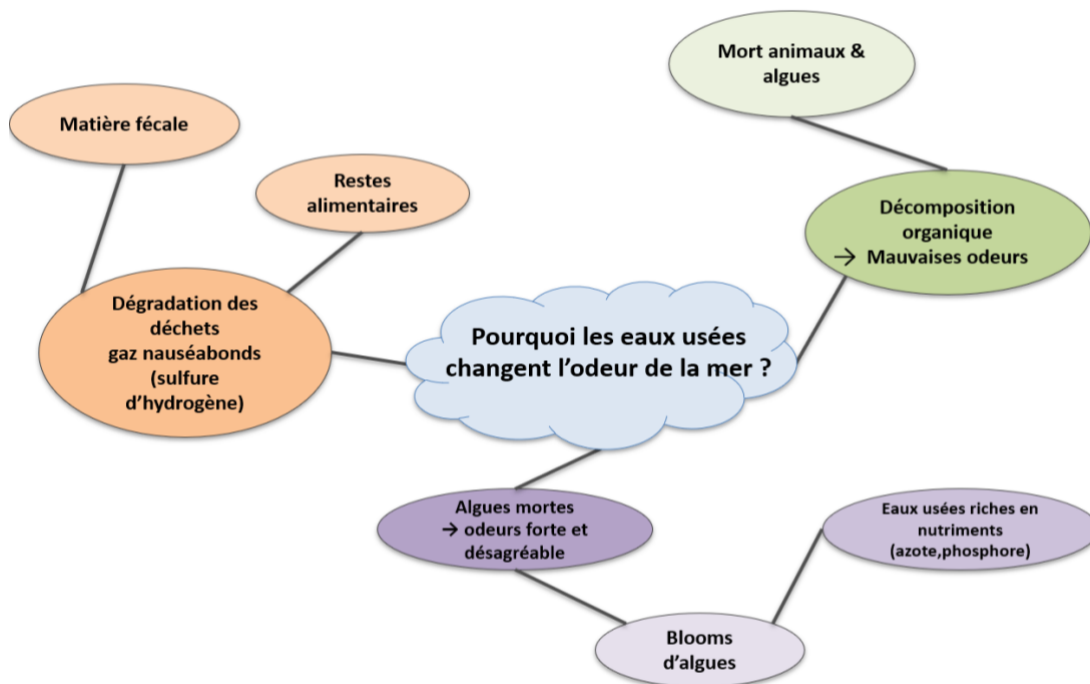 Mort animaux &
algues
Matière fécale
Restes
alimentaires
Décomposition
organique
→ Mauvaises odeurs
Dégradation des
déchets
gaz nauséabonds
(sulfure
d’hydrogène)
Pourquoi les eaux usées
changent l’odeur de la mer ?
Algues mortes
→ odeurs forte et
désagréable
Eaux usées riches en
nutriments
(azote,phosphore)
Blooms
d’algues